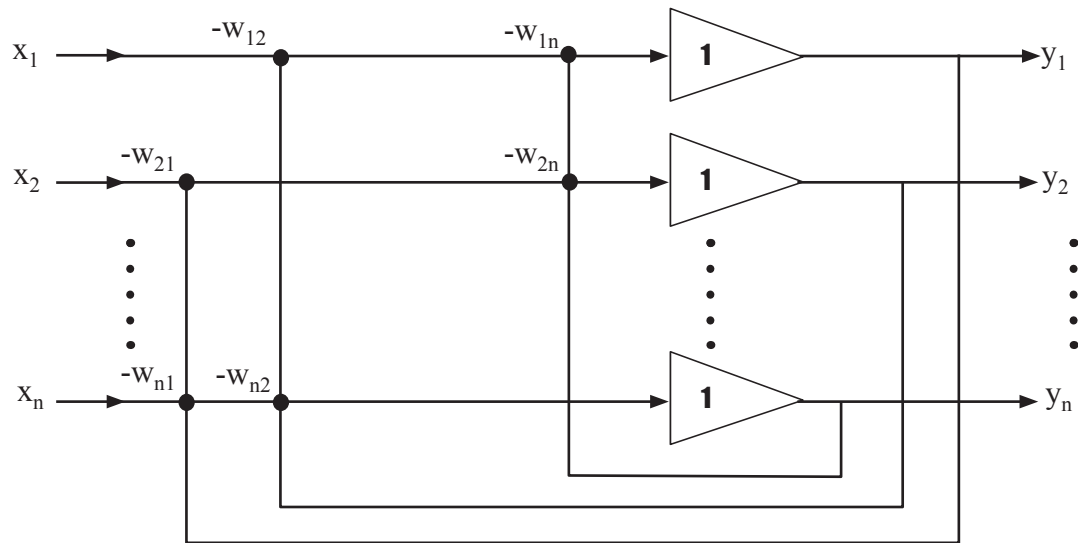 x₁ -w₁₂ -w₁ₙ 1 y₁
x₂ -w₂₁ -w₂ₙ 1 y₂
xₙ -wₙ₁ -wₙ₂ 1 yₙ